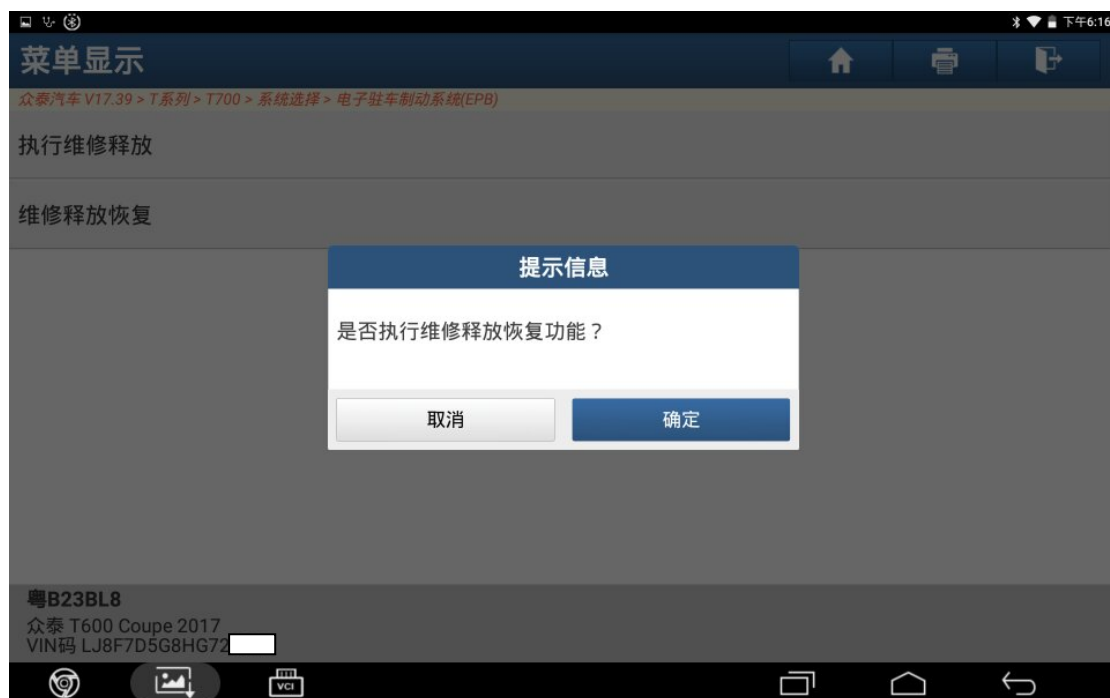 下午6:16
菜单显示
众泰汽车 V17.39 > T系列 > T700 > 系统选择 > 电子驻车制动系统(EPB)
执行维修释放
维修释放恢复
提示信息
是否执行维修释放恢复功能？
取消
确定
粤B23BL8
众泰 T600 Coupe 2017
VIN码 LJ8F7D5G8HG72
VCI